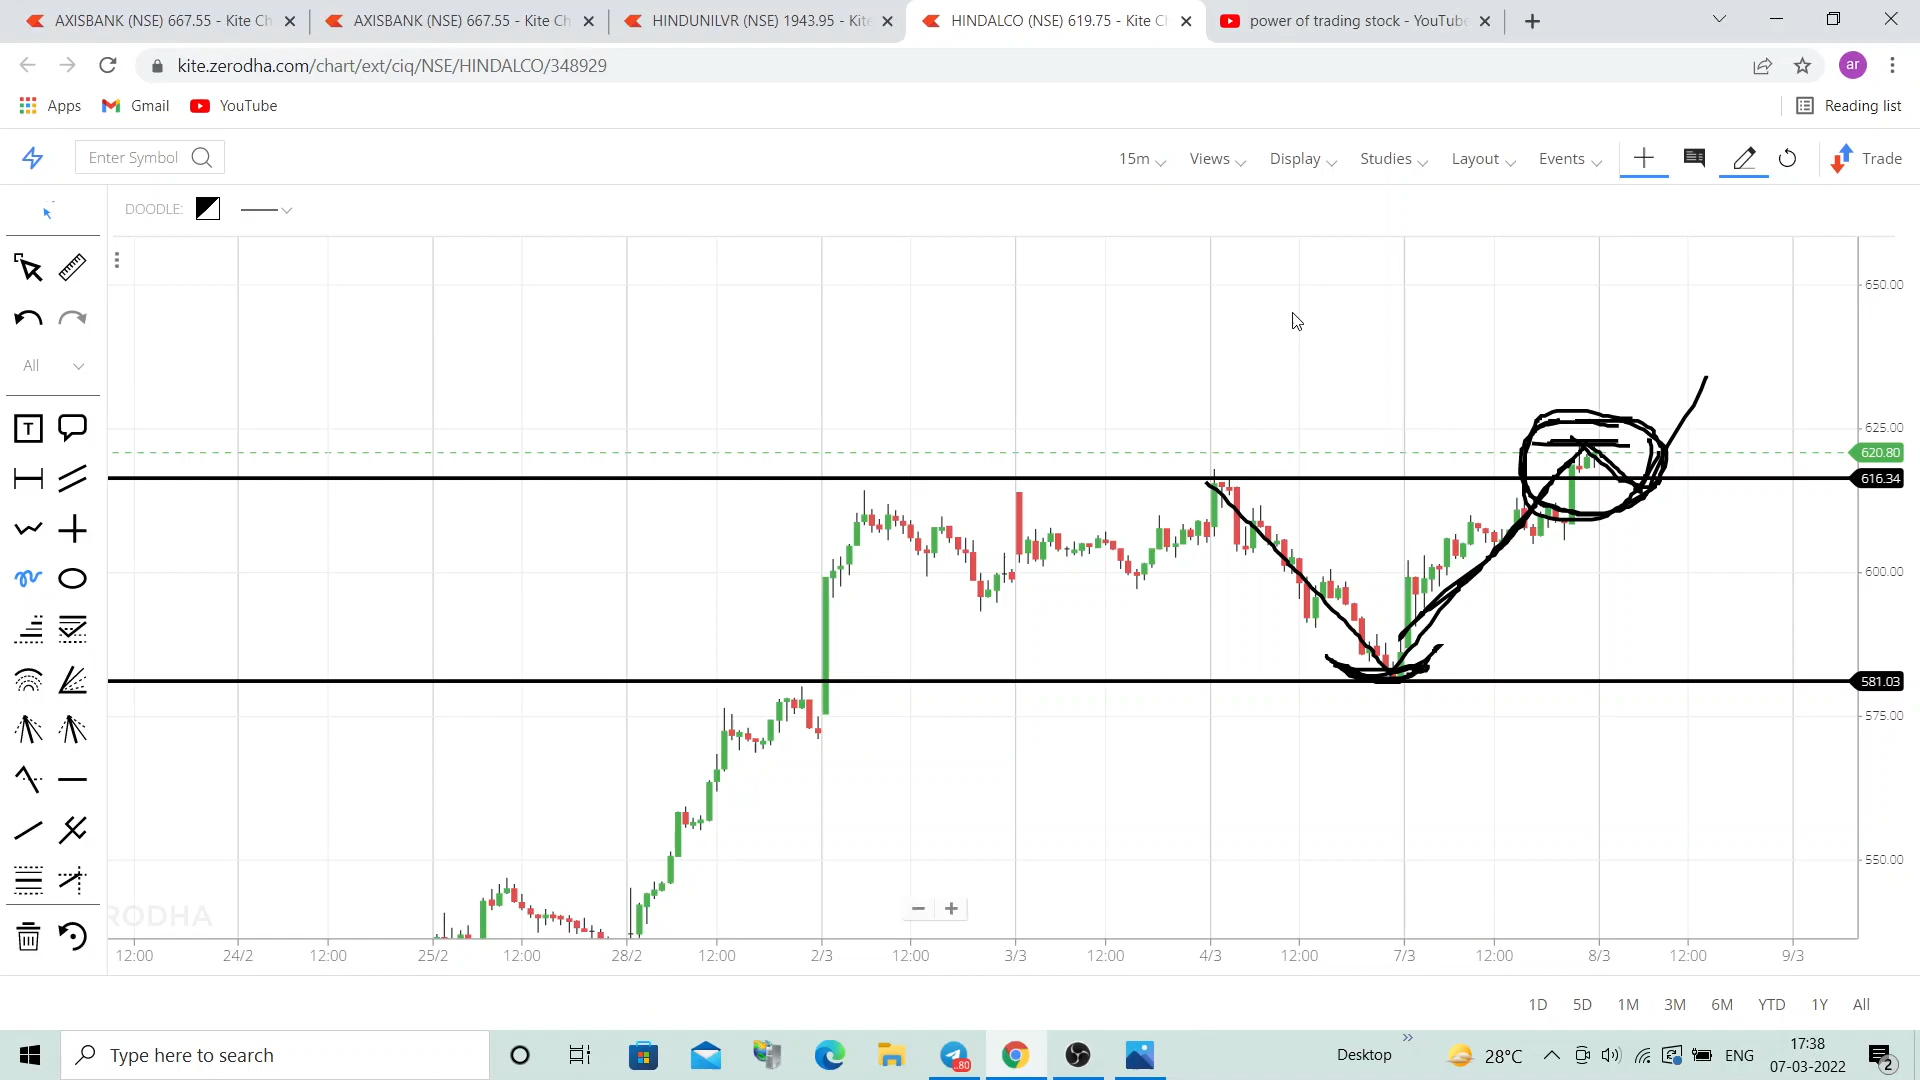 AXISBANK (NSE) 667.55 - Kite Ch
AXISBANK (NSE) 667.55 - Kite Ch
HINDUNILVR (NSE) 1943.95 - Kite
HINDALCO (NSE) 619.75 - Kite Ch
power of trading stock - YouTube
kite.zerodha.com/chart/ext/ciq/NSE/HINDALCO/348929
ar
Apps
Gmail
YouTube
Reading list
Enter Symbol
15m
Views
Display
Studies
Layout
Events
Trade
DOODLE:
All
T
650.00
625.00
620.80
616.34
600.00
581.03
575.00
550.00
RODHA
12:00
24/2
12:00
25/2
12:00
28/2
12:00
2/3
12:00
3/3
12:00
4/3
12:00
7/3
12:00
8/3
12:00
9/3
1D
5D
1M
3M
6M
YTD
1Y
All
Type here to search
.80
Desktop
28°C
ENG
17:38
07-03-2022
2